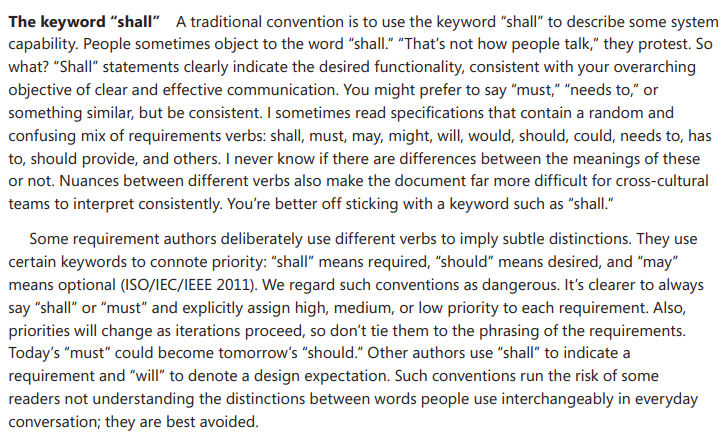 The keyword “shall”    A traditional convention is to use the keyword “shall” to describe some system
capability. People sometimes object to the word “shall.” “That’s not how people talk,” they protest. So
what? “Shall” statements clearly indicate the desired functionality, consistent with your overarching
objective of clear and effective communication. You might prefer to say “must,” “needs to,” or
something similar, but be consistent. I sometimes read specifications that contain a random and
confusing mix of requirements verbs: shall, must, may, might, will, would, should, could, needs to, has
to, should provide, and others. I never know if there are differences between the meanings of these
or not. Nuances between different verbs also make the document far more difficult for cross-cultural
teams to interpret consistently. You’re better off sticking with a keyword such as “shall.”
Some requirement authors deliberately use different verbs to imply subtle distinctions. They use
certain keywords to connote priority: “shall” means required, “should” means desired, and “may”
means optional (ISO/IEC/IEEE 2011). We regard such conventions as dangerous. It’s clearer to always
say “shall” or “must” and explicitly assign high, medium, or low priority to each requirement. Also,
priorities will change as iterations proceed, so don’t tie them to the phrasing of the requirements.
Today’s “must” could become tomorrow’s “should.” Other authors use “shall” to indicate a
requirement and “will” to denote a design expectation. Such conventions run the risk of some
readers not understanding the distinctions between words people use interchangeably in everyday
conversation; they are best avoided.